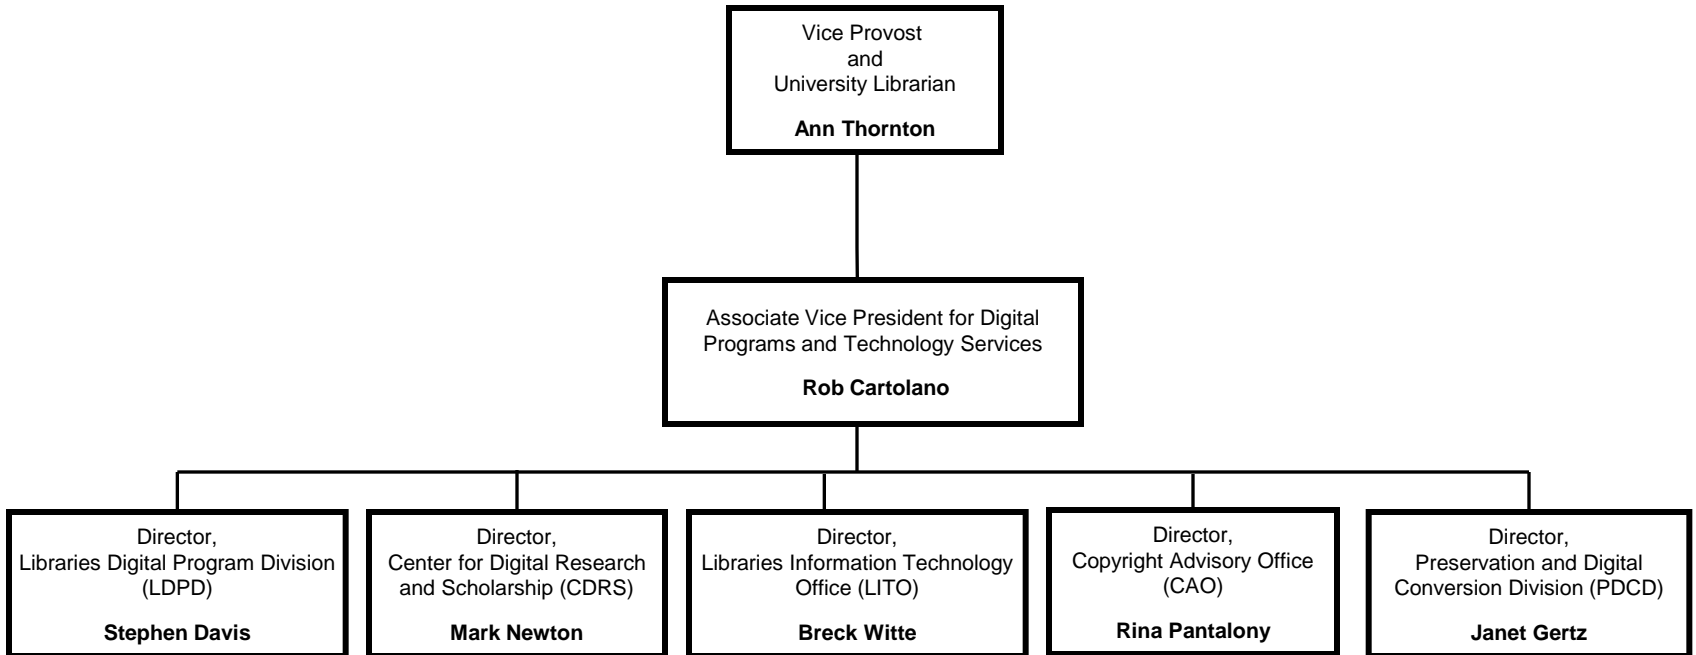 Vice Provost
and
University Librarian
Ann Thornton
Associate Vice President for Digital
Programs and Technology Services
Rob Cartolano
Director,
Libraries Digital Program Division
(LDPD)
Stephen Davis
Director,
Center for Digital Research
and Scholarship (CDRS)
Mark Newton
Director,
Libraries Information Technology
Office (LITO)
Breck Witte
Director,
Copyright Advisory Office
(CAO)
Rina Pantalony
Director,
Preservation and Digital
Conversion Division (PDCD)
Janet Gertz